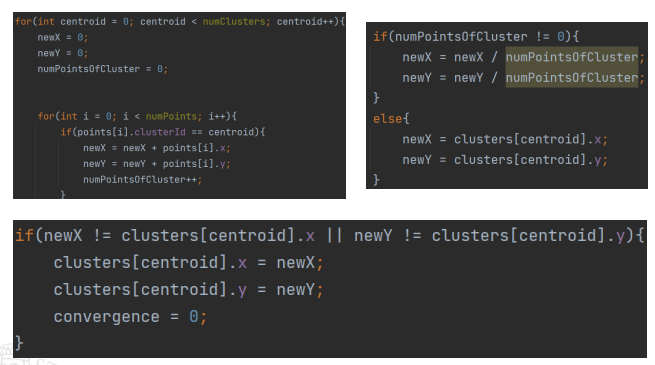 for(int centroid = 0; centroid < numClusters; centroid++){
newX = 0;
newY = 0;
numPointsOfCluster = 0;
for(int i = 0; i < numPoints; i++){
if(points[i].clusterId == centroid){
newX = newX + points[i].x;
newY = newY + points[i].y;
numPointsOfCluster++;
}
if(numPointsOfCluster != 0){
newX = newX / numPointsOfCluster;
newY = newY / numPointsOfCluster;
}
else{
newX = clusters[centroid].x;
newY = clusters[centroid].y;
}
if(newX != clusters[centroid].x || newY != clusters[centroid].y){
clusters[centroid].x = newX;
clusters[centroid].y = newY;
convergence = 0;
}